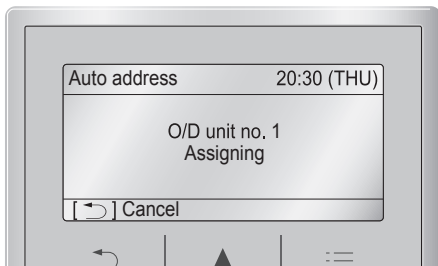 Auto address 20:30 (THU)
O/D unit no. 1
Assigning
[⮌] Cancel